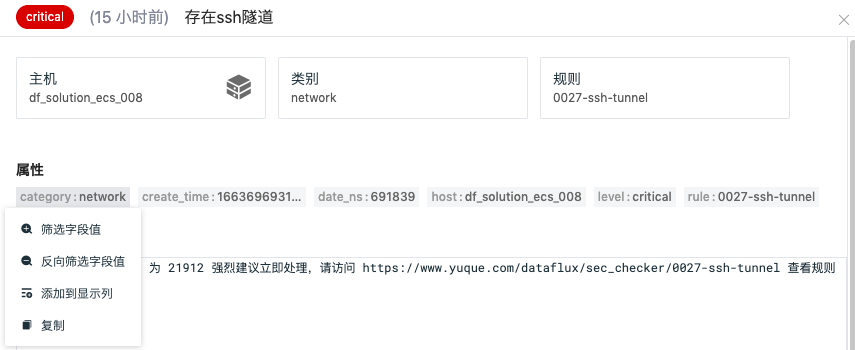 critical (15 小时前) 存在ssh隧道
主机 类别 规则
df_solution_ecs_008 network 0027-ssh-tunnel
属性
category : network create_time : 1663696931... date_ns : 691839 host : df_solution_ecs_008 level : critical rule : 0027-ssh-tunnel
筛选字段值
反向筛选字段值
为 21912 强烈建议立即处理，请访问 https://www.yuque.com/dataflux/sec_checker/0027-ssh-tunnel 查看规则
添加到显示列
复制